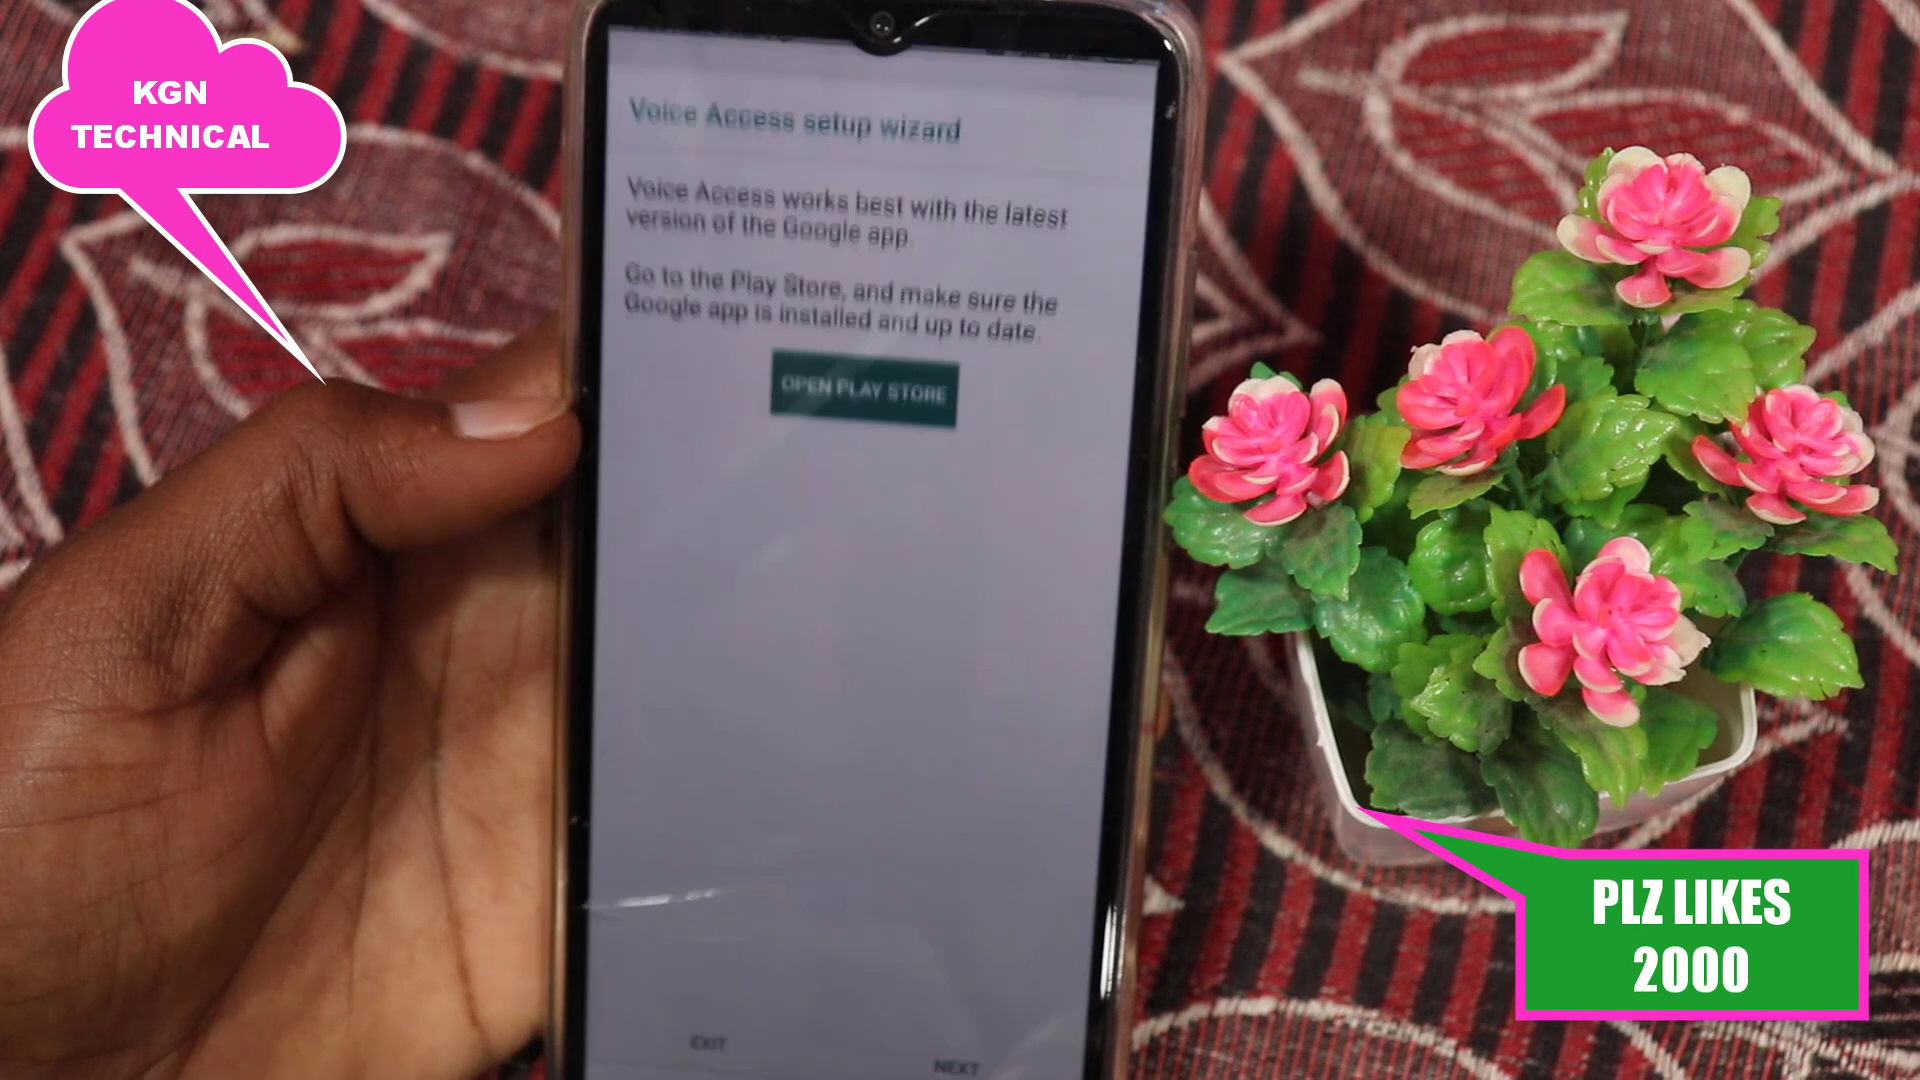 KGN
TECHNICAL
Voice Access setup wizard
Voice Access works best with the latest
version of the Google app.
Go to the Play Store, and make sure the
Google app is installed and up to date.
OPEN PLAY STORE
EXIT
NEXT
PLZ LIKES
2000